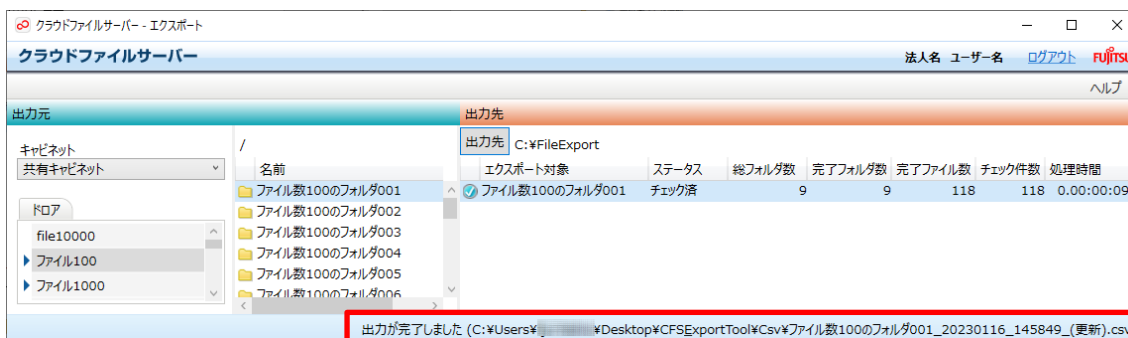 クラウドファイルサーバー - エクスポート
クラウドファイルサーバー
法人名 ユーザー名 ログアウト FUJITSU
ヘルプ
出力元
出力先
キャビネット
共有キャビネット
ドロア
file10000
ファイル100
ファイル1000
/
名前
ファイル数100のフォルダ001
ファイル数100のフォルダ002
ファイル数100のフォルダ003
ファイル数100のフォルダ004
ファイル数100のフォルダ005
ファイル数100のフォルダ006
出力先 C:¥FileExport
エクスポート対象 ステータス 総フォルダ数 完了フォルダ数 完了ファイル数 チェック件数 処理時間
ファイル数100のフォルダ001 チェック済 9 9 118 118 0.00:00:09
出力が完了しました (C:¥Users¥ ¥Desktop¥CFSExportTool¥Csv¥ファイル数100のフォルダ001_20230116_145849_(更新).csv